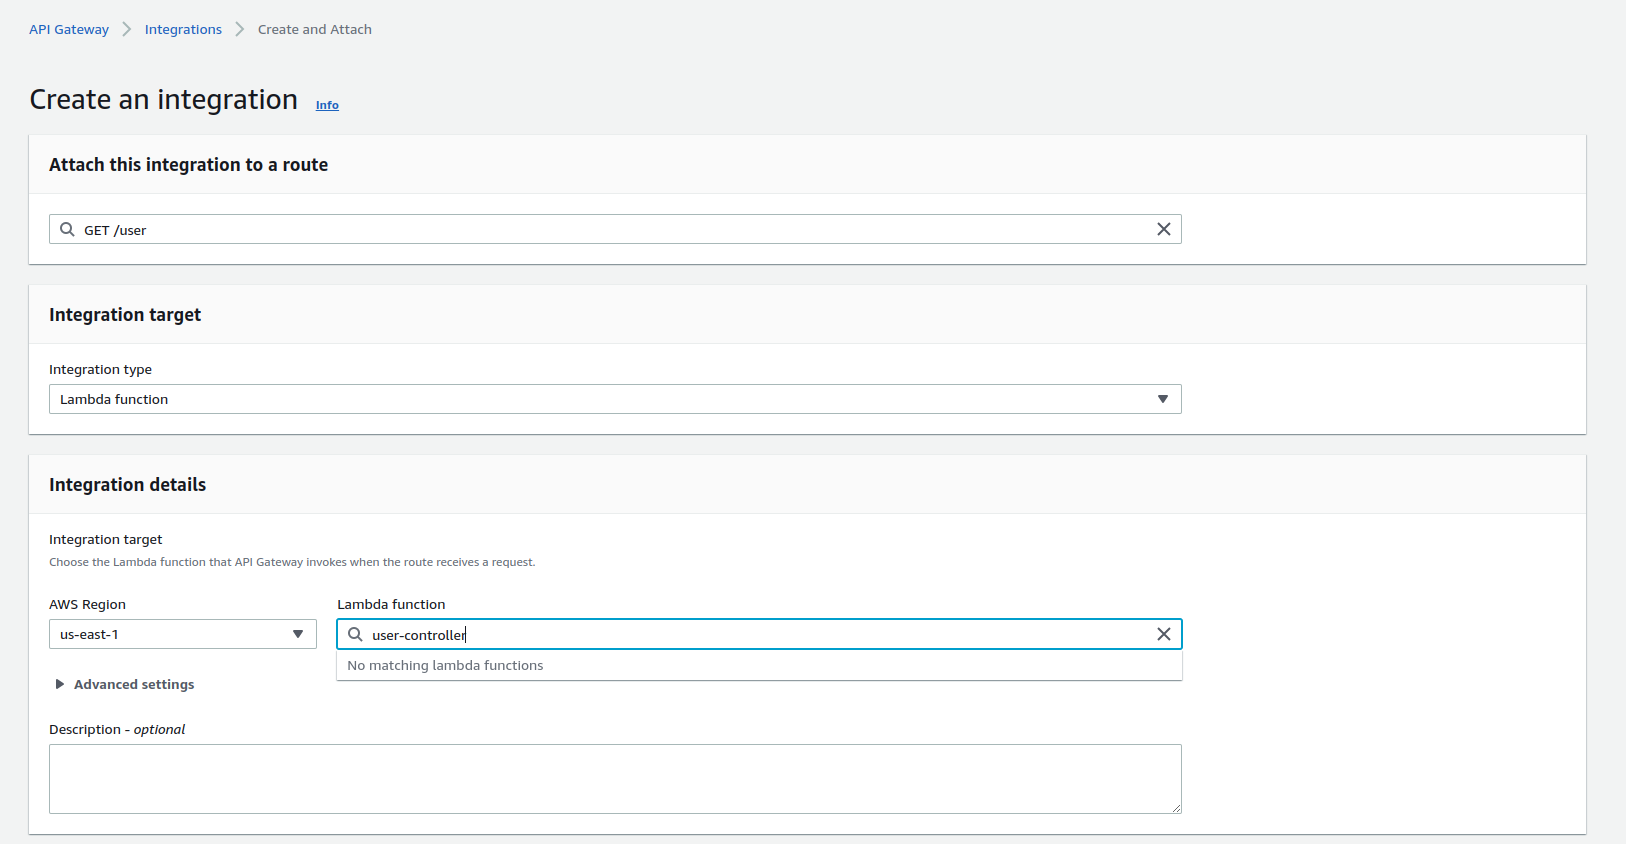 API Gateway
Integrations
Create and Attach
Create an integration Info
Attach this integration to a route
GET /user
Integration target
Integration type
Lambda function
Integration details
Integration target
Choose the Lambda function that API Gateway invokes when the route receives a request.
AWS Region
Lambda function
us-east-1
user-controller
No matching lambda functions
Advanced settings
Description - optional